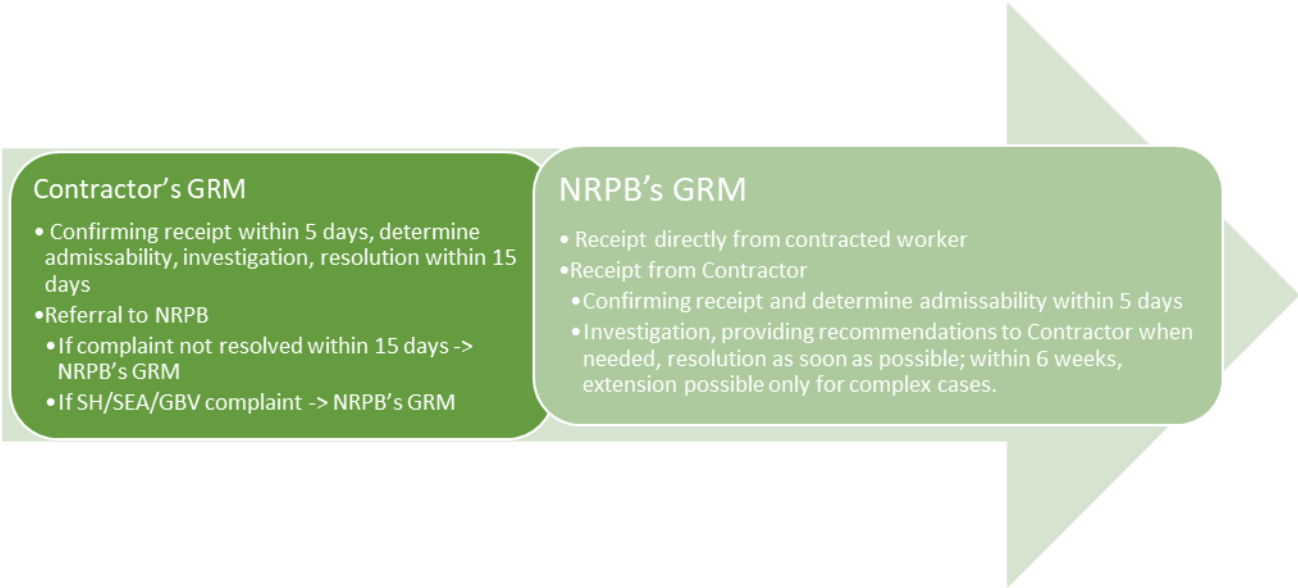 Contractor's GRM
• Confirming receipt within 5 days, determine
admissability, investigation, resolution within 15
days
•Referral to NRPB
•If complaint not resolved within 15 days ->
NRPB's GRM
•If SH/SEA/GBV complaint -> NRPB's GRM
NRPB's GRM
• Receipt directly from contracted worker
•Receipt from Contractor
•Confirming receipt and determine admissability within 5 days
•Investigation, providing recommendations to Contractor when
needed, resolution as soon as possible; within 6 weeks,
extension possible only for complex cases.